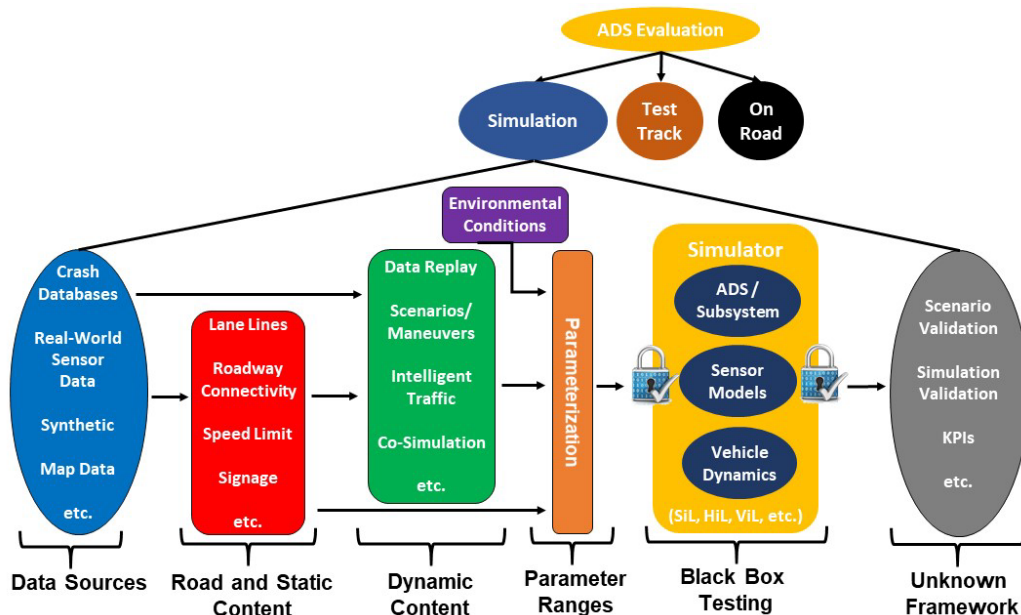 ADS Evaluation
Simulation
Test
Track
On
Road
Environmental
Conditions
Crash
Databases
Real-World
Sensor
Data
Synthetic
Map Data
etc.
Lane Lines
Roadway
Connectivity
Speed Limit
Signage
etc.
Data Replay
Scenarios/
Maneuvers
Intelligent
Traffic
Co-Simulation
etc.
Parameterization
Simulator
ADS /
Subsystem
Sensor
Models
Vehicle
Dynamics
(SiL, HiL, ViL, etc.)
Scenario
Validation
Simulation
Validation
KPIs
etc.
Data Sources
Road and Static
Content
Dynamic
Content
Parameter
Ranges
Black Box
Testing
Unknown
Framework